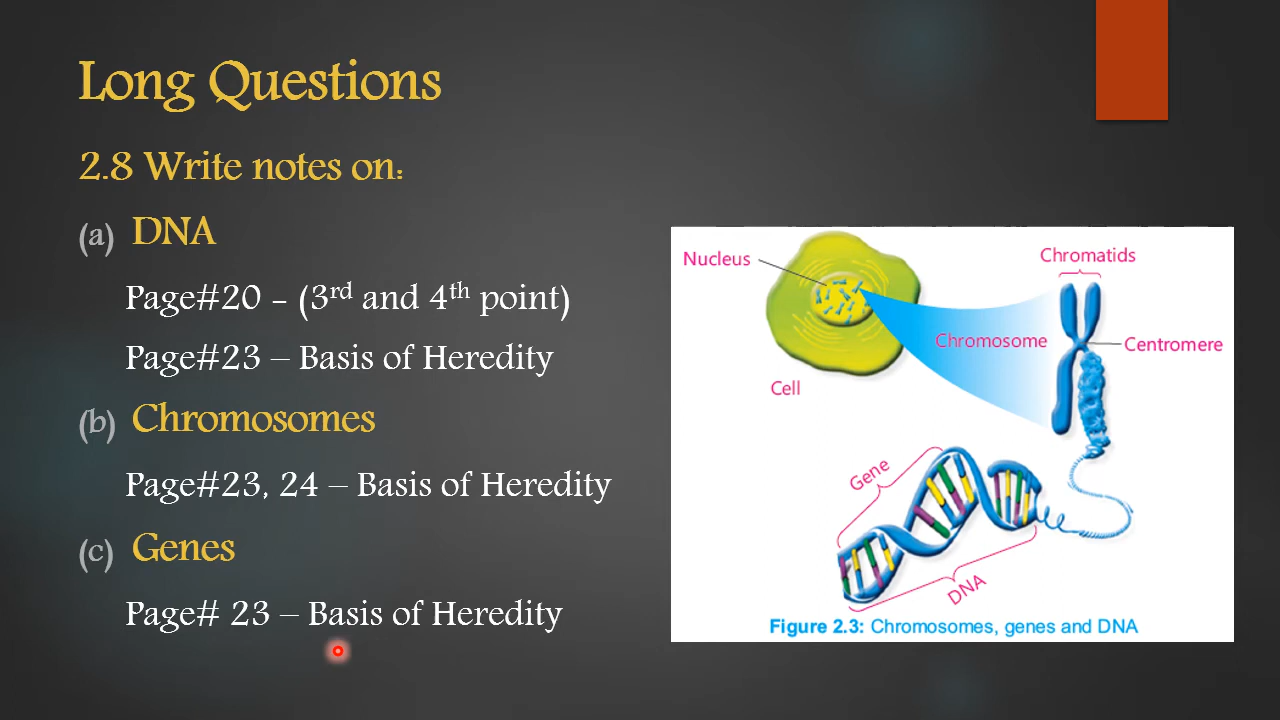 Long Questions
2.8 Write notes on:
(a) DNA
Page#20 - (3rd and 4th point)
Page#23 – Basis of Heredity
(b) Chromosomes
Page#23, 24 – Basis of Heredity
(c) Genes
Page# 23 – Basis of Heredity
Nucleus
Chromatids
Chromosome
Centromere
Cell
Gene
DNA
Figure 2.3: Chromosomes, genes and DNA